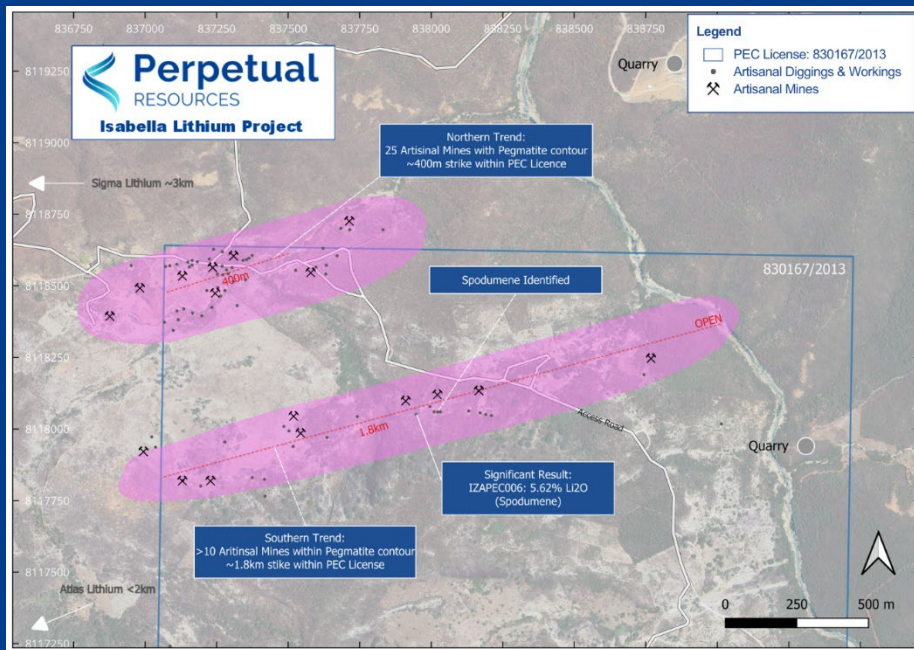 836750 837000 837250 837500 837750 838000 838250 838500 838750
8119250
8119000
8118750
8118500
8118250
8118000
8117750
8117500
8117250
Perpetual
RESOURCES
Isabella Lithium Project
Legend
PEC License: 830167/2013
Artisanal Diggings & Workings
Artisanal Mines
Quarry
Northern Trend:
25 Artisinal Mines with Pegmatite contour
~400m strike within PEC Licence
Sigma Lithium ~3km
400m
Spodumene Identified
830167/2013
OPEN
1.8km
Access Road
Quarry
Significant Result:
IZAPEC006: 5.62% Li2O
(Spodumene)
Southern Trend:
>10 Aritinsal Mines within Pegmatite contour
~1.8km stike within PEC License
Atlas Lithium <2km
0 250 500 m